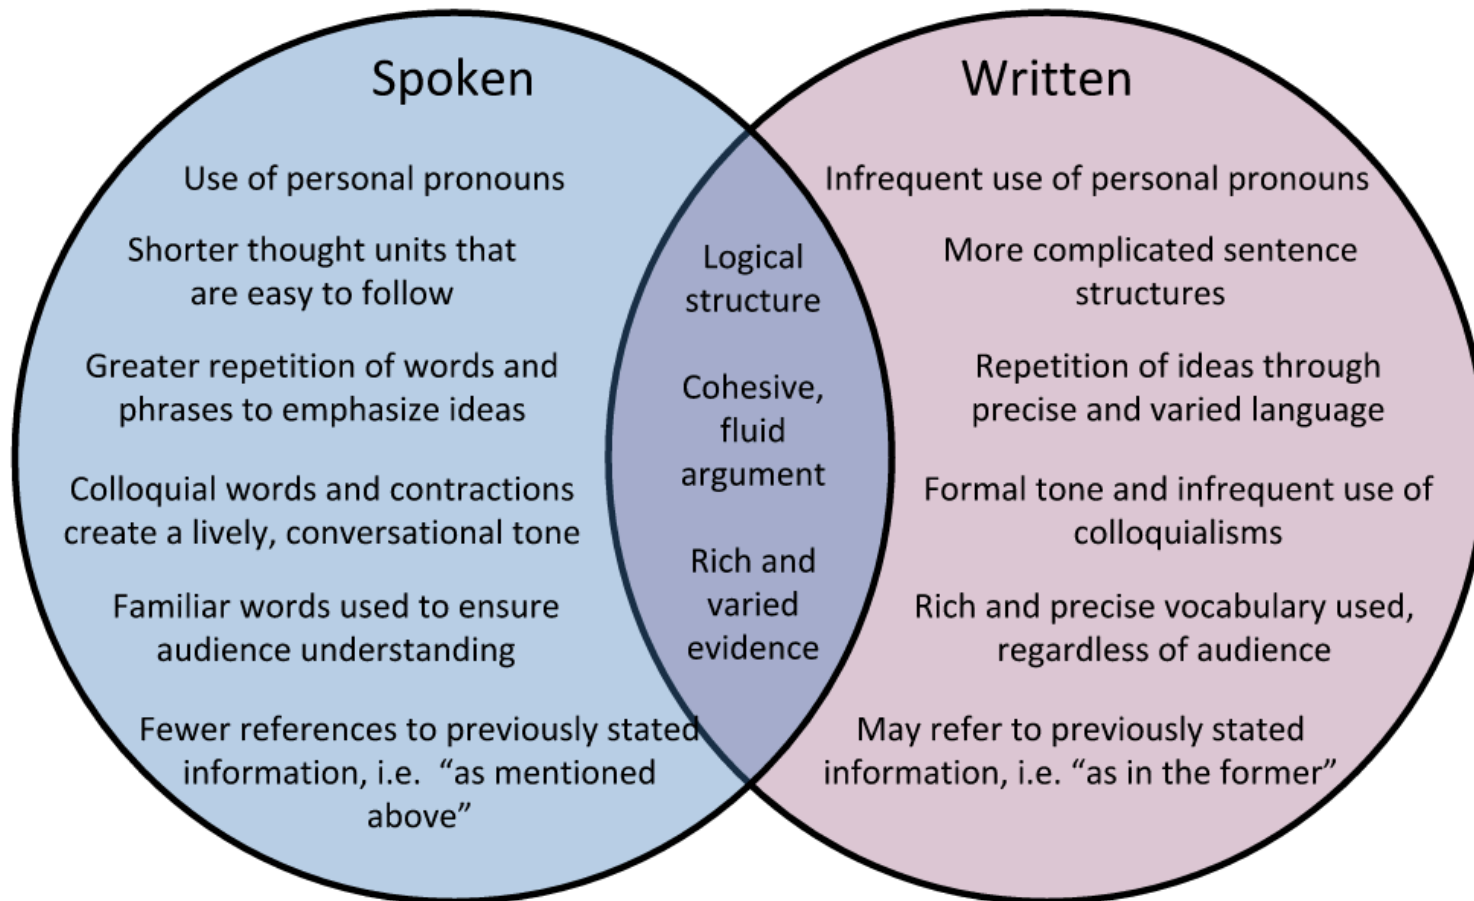 Spoken
Use of personal pronouns
Shorter thought units that
are easy to follow
Greater repetition of words and
phrases to emphasize ideas
Colloquial words and contractions
create a lively, conversational tone
Familiar words used to ensure
audience understanding
Fewer references to previously stated
information, i.e. “as mentioned
above”
Logical
structure
Cohesive,
fluid
argument
Rich and
varied
evidence
Written
Infrequent use of personal pronouns
More complicated sentence
structures
Repetition of ideas through
precise and varied language
Formal tone and infrequent use of
colloquialisms
Rich and precise vocabulary used,
regardless of audience
May refer to previously stated
information, i.e. “as in the former”